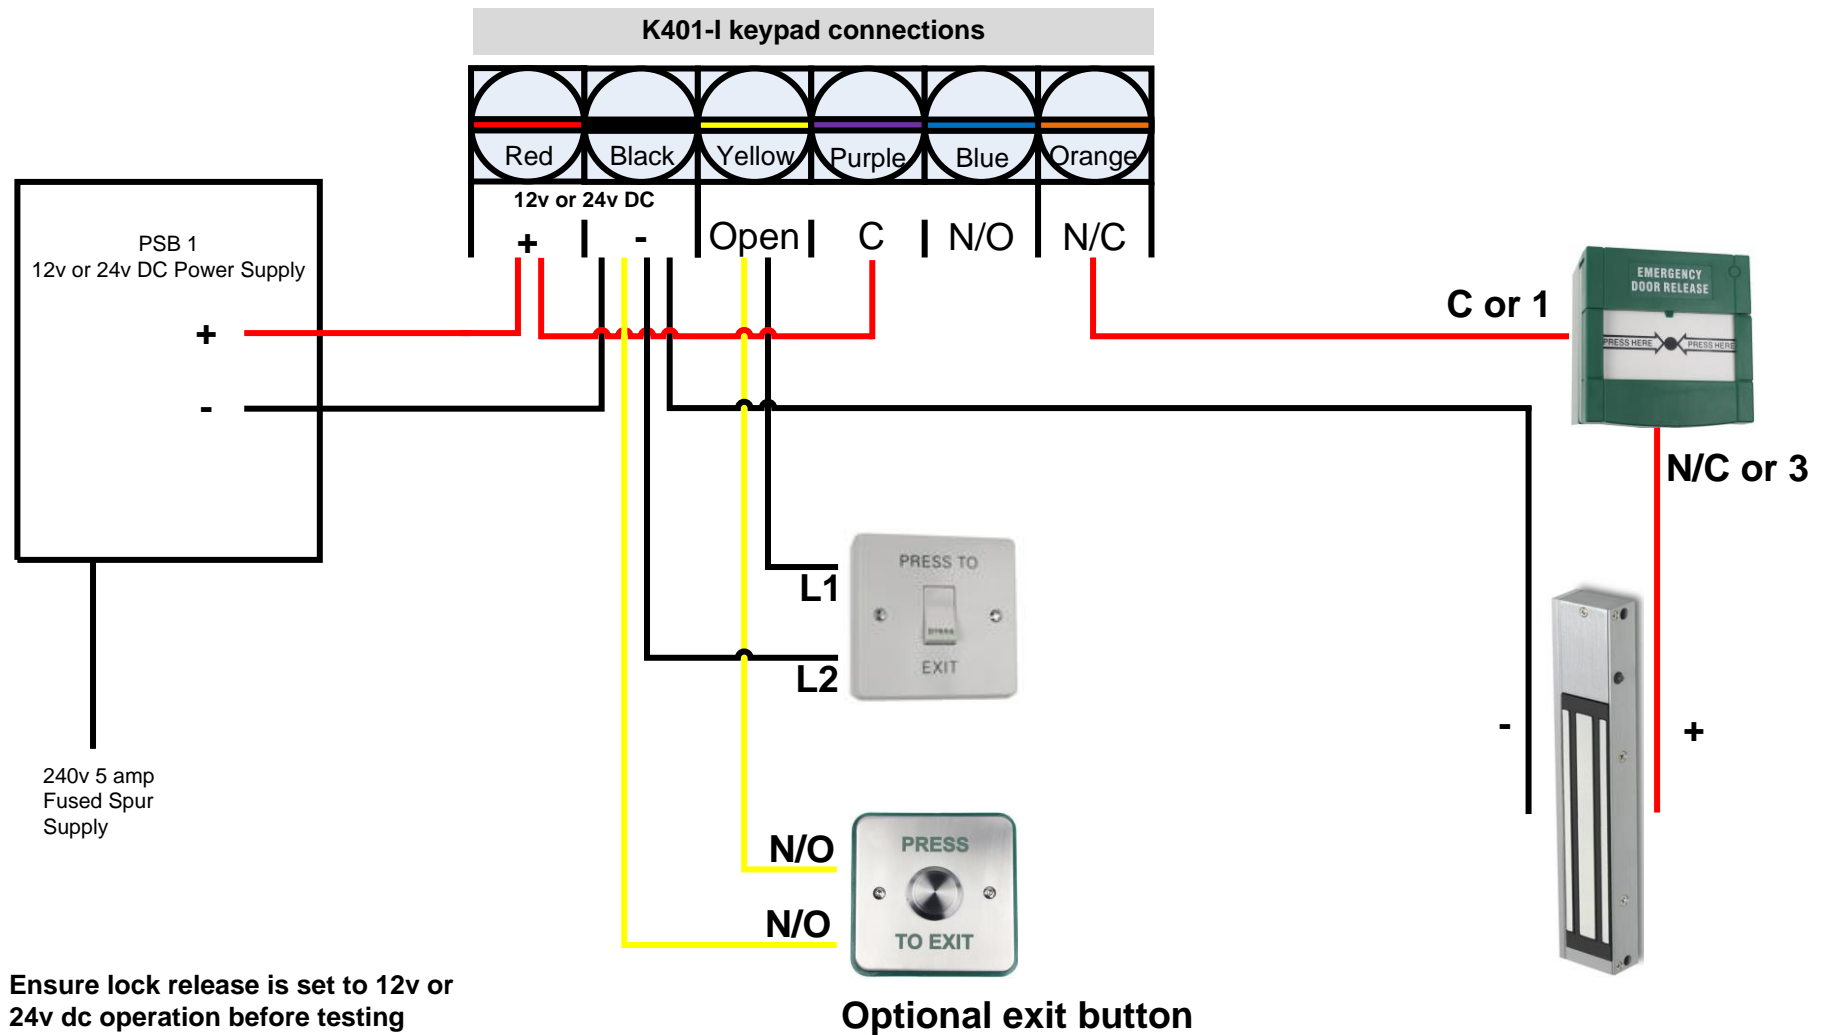 K401-I keypad connections
Red Black Yellow Purple Blue Orange
12v or 24v DC
+ - Open C N/O N/C
PSB 1
12v or 24v DC Power Supply
+
-
C or 1
EMERGENCY
DOOR RELEASE
PRESS HERE PRESS HERE
N/C or 3
PRESS TO
press
EXIT
L1
L2
- +
240v 5 amp
Fused Spur
Supply
N/O
N/O
PRESS
TO EXIT
Ensure lock release is set to 12v or
24v dc operation before testing
Optional exit button